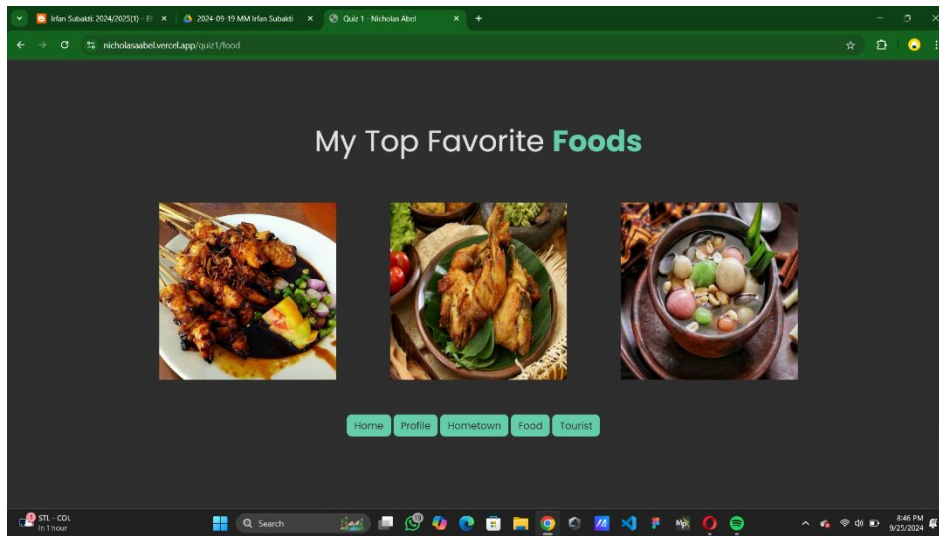 Irfan Subakti: 2024/2025(1) – E
2024-09-19 MM Irfan Subakti
Quiz 1 - Nicholas Abel
nicholasaabel.vercel.app/quiz1/food
My Top Favorite Foods
Home Profile Hometown Food Tourist
STL - COL
In 1 hour
Search
8:46 PM
9/25/2024